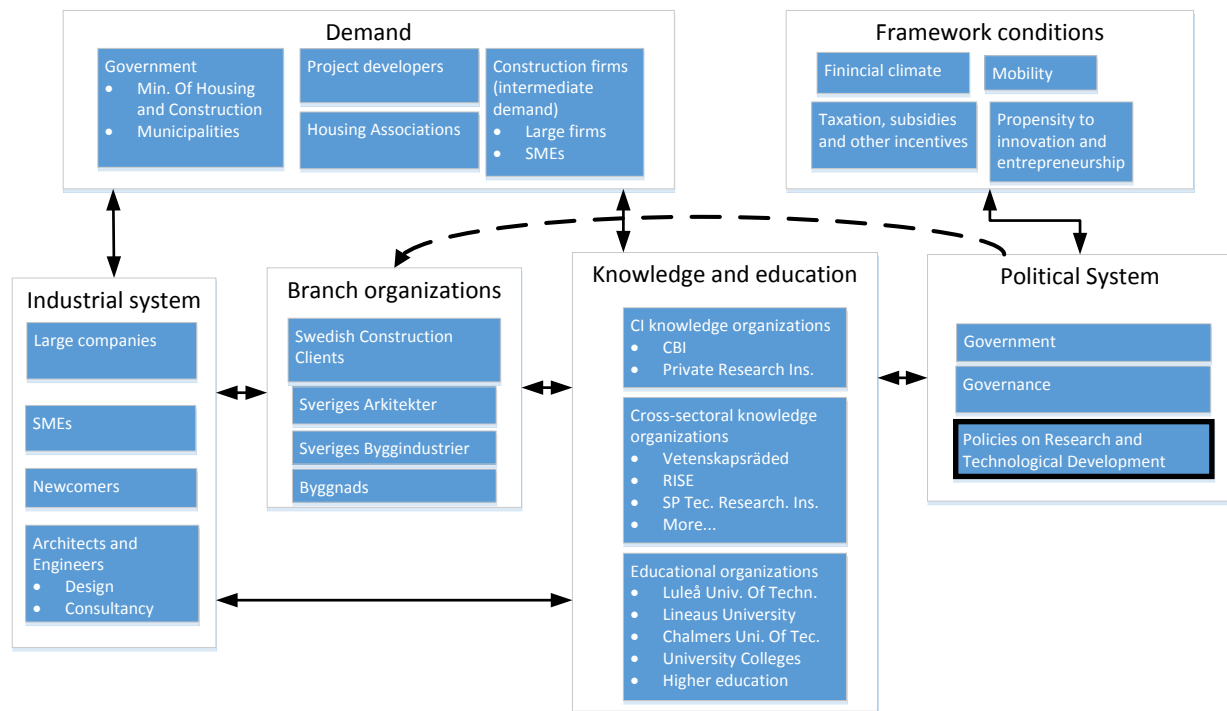 Demand
Government
• Min. Of Housing
and Construction
• Municipalities
Project developers
Housing Associations
Construction firms
(intermediate
demand)
• Large firms
• SMEs
Framework conditions
Finincial climate
Mobility
Taxation, subsidies
and other incentives
Propensity to
innovation and
entrepreneurship
Industrial system
Large companies
SMEs
Newcomers
Architects and
Engineers
• Design
• Consultancy
Branch organizations
Swedish Construction
Clients
Sveriges Arkitekter
Sveriges Byggindustrier
Byggnads
Knowledge and education
CI knowledge organizations
• CBI
• Private Research Ins.
Cross-sectoral knowledge
organizations
• Vetenskapsräded
• RISE
• SP Tec. Research. Ins.
• More...
Educational organizations
• Luleå Univ. Of Techn.
• Lineaus University
• Chalmers Uni. Of Tec.
• University Colleges
• Higher education
Political System
Government
Governance
Policies on Research and
Technological Development